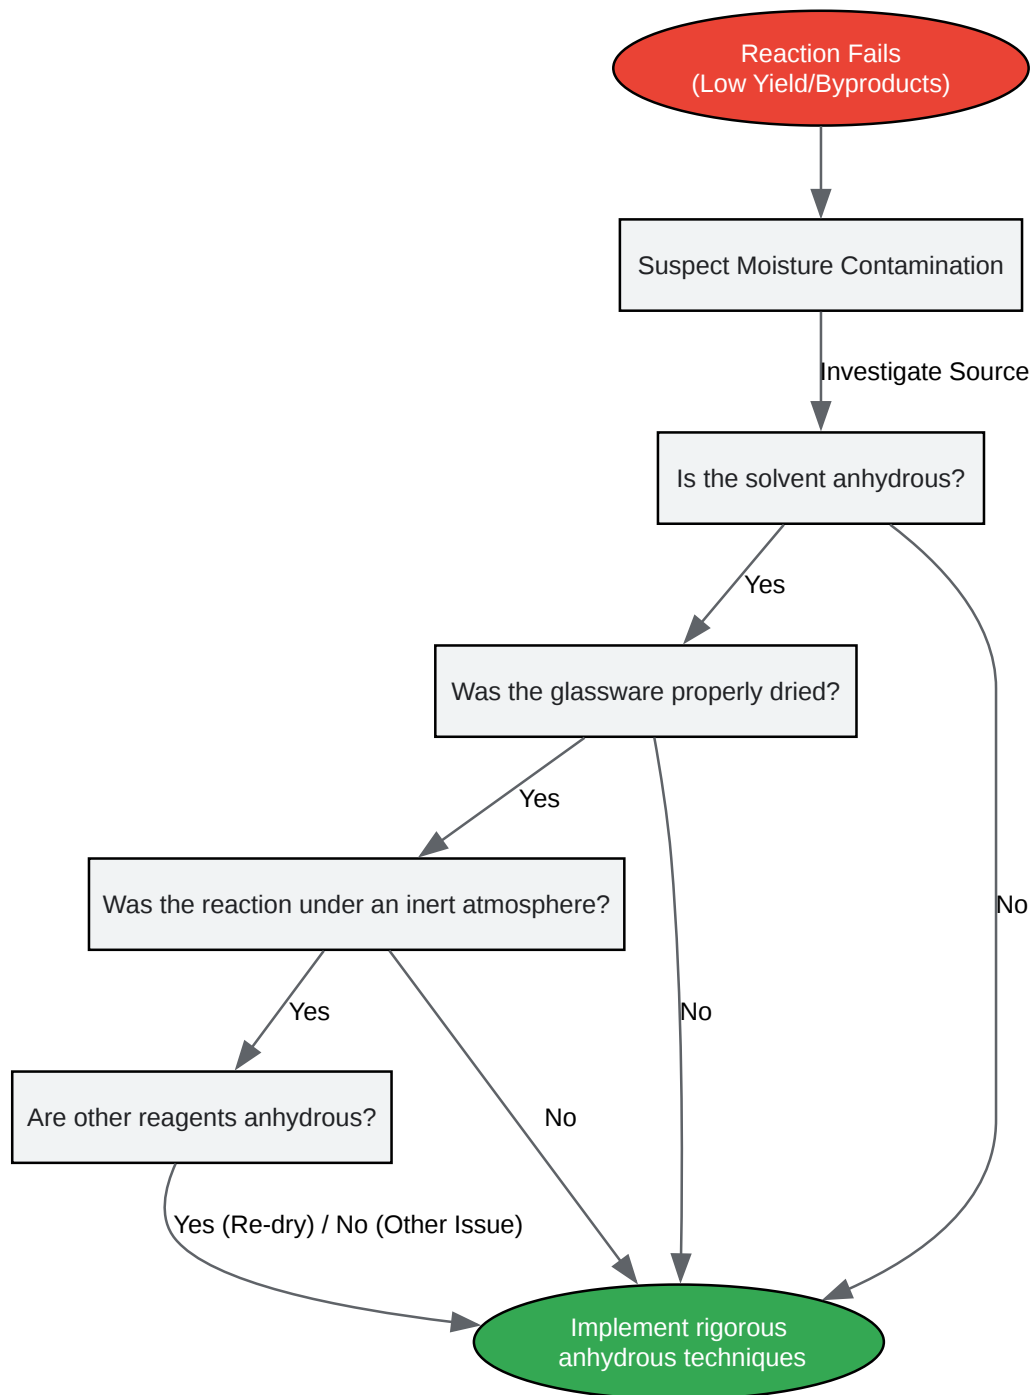 Reaction Fails
(Low Yield/Byproducts)
Suspect Moisture Contamination
Investigate Source
Is the solvent anhydrous?
Yes
Was the glassware properly dried?
Yes
Was the reaction under an inert atmosphere?
No
Yes
No
Are other reagents anhydrous?
No
Yes (Re-dry) / No (Other Issue)
Implement rigorous
anhydrous techniques